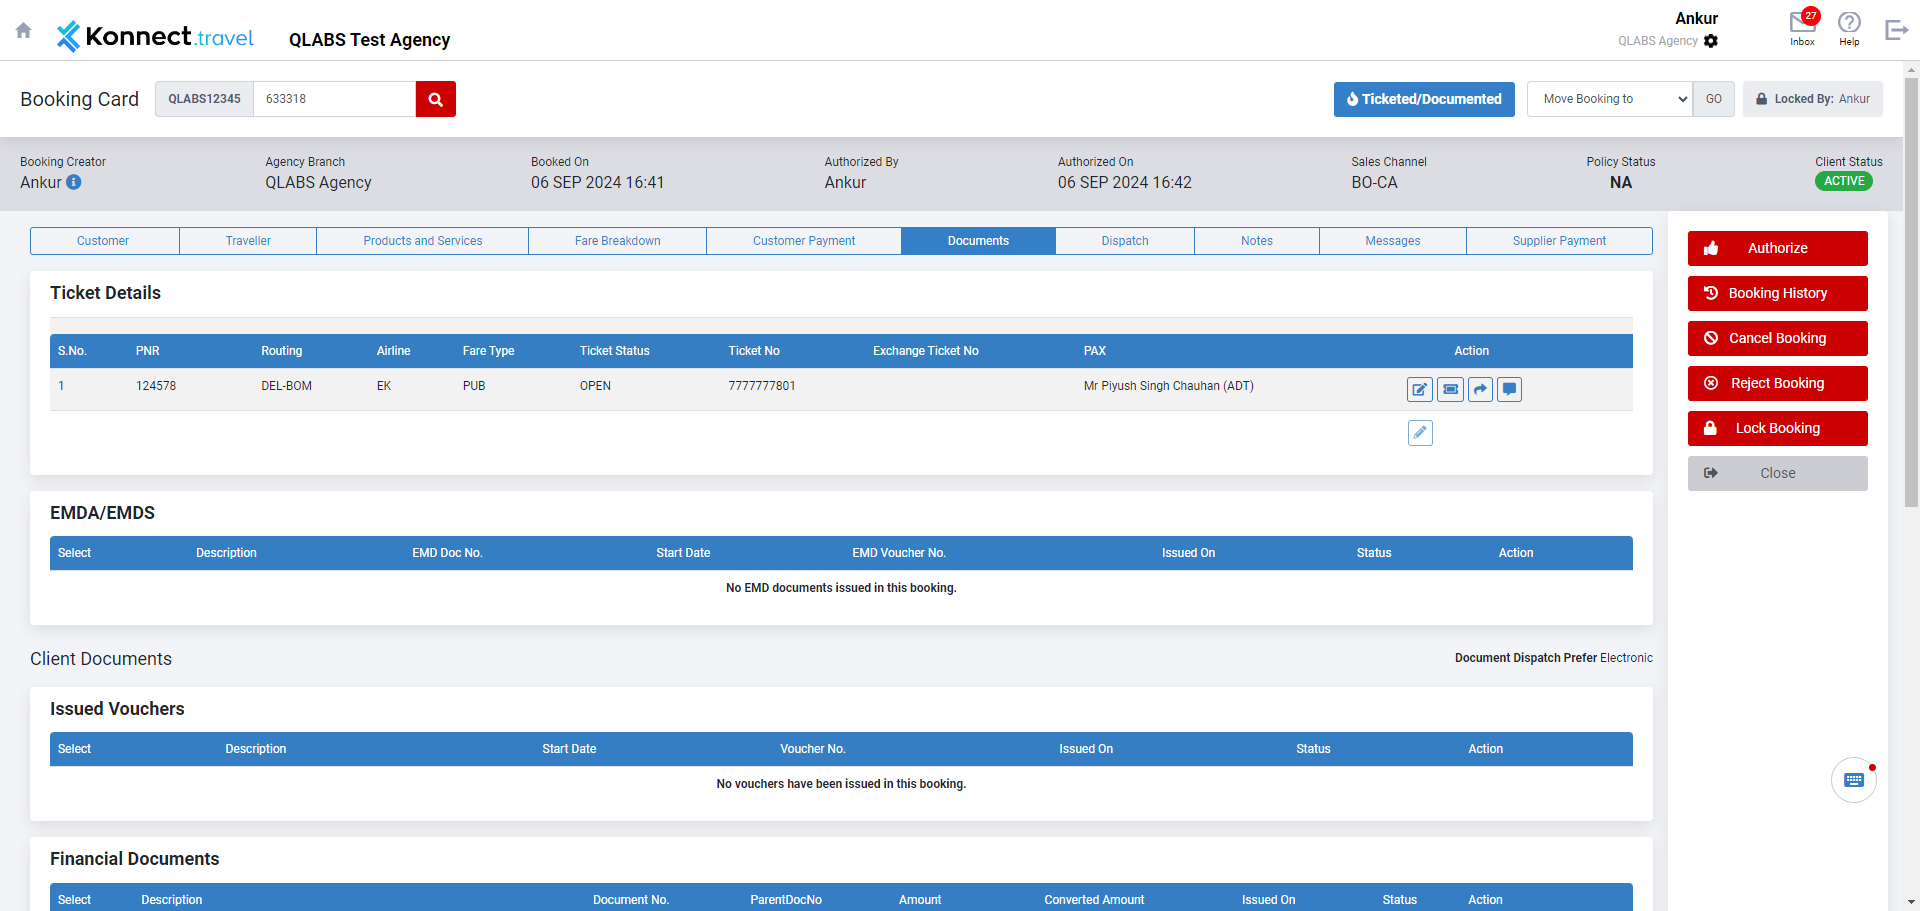 Konnect.travel
QLABS Test Agency
Ankur
QLABS Agency
27
Inbox
Help
Booking Card
QLABS12345
633318
Ticketed/Documented
Move Booking to
GO
Locked By: Ankur
Booking Creator
Agency Branch
Booked On
Authorized By
Authorized On
Sales Channel
Policy Status
Client Status
Ankur
QLABS Agency
06 SEP 2024 16:41
Ankur
06 SEP 2024 16:42
BO-CA
NA
ACTIVE
Customer
Traveller
Products and Services
Fare Breakdown
Customer Payment
Documents
Dispatch
Notes
Messages
Supplier Payment
Authorize
Booking History
Cancel Booking
Reject Booking
Lock Booking
Close
Ticket Details
S.No. PNR Routing Airline Fare Type Ticket Status Ticket No Exchange Ticket No PAX Action
1 124578 DEL-BOM EK PUB OPEN 7777777801 Mr Piyush Singh Chauhan (ADT)
EMDA/EMDS
Select Description EMD Doc No. Start Date EMD Voucher No. Issued On Status Action
No EMD documents issued in this booking.
Client Documents
Document Dispatch Prefer Electronic
Issued Vouchers
Select Description Start Date Voucher No. Issued On Status Action
No vouchers have been issued in this booking.
Financial Documents
Select Description Document No. ParentDocNo Amount Converted Amount Issued On Status Action